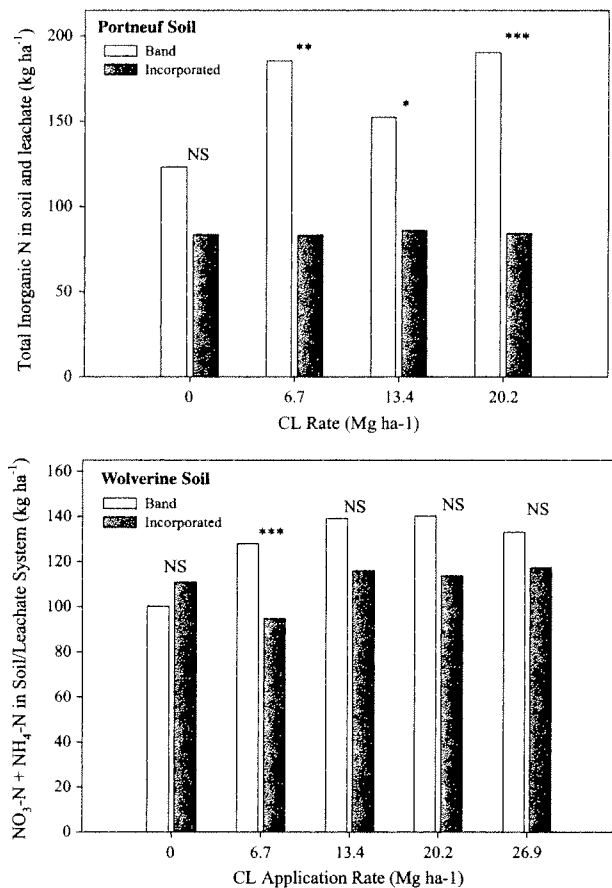 Portneuf Soil
Band
Incorporated
Total Inorganic N in soil and leachate (kg ha-1)
200
150
100
50
0
NS
**
*
***
0 6.7 13.4 20.2
CL Rate (Mg ha-1)
Wolverine Soil
Band
Incorporated
NO3-N + NH4-N in Soil/Leachate System (kg ha-1)
160
140
120
100
80
60
40
20
0
NS
***
NS
NS
NS
0 6.7 13.4 20.2 26.9
CL Application Rate (Mg ha-1)